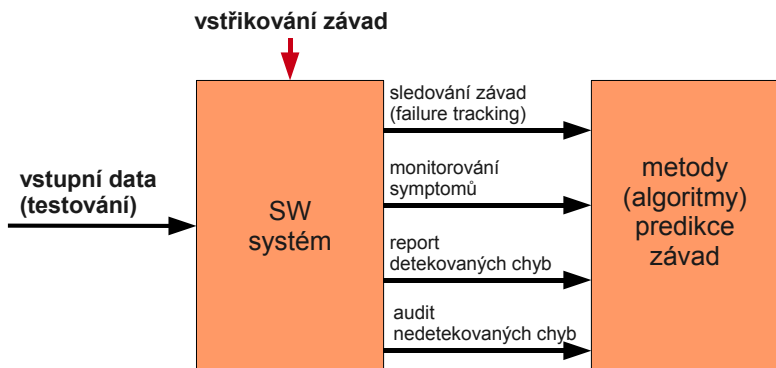 vstřikování závad
vstupní data
(testování)
SW
systém
sledování závad
(failure tracking)
monitorování
symptomů
report
detekovaných chyb
audit
nedetekovaných chyb
metody
(algoritmy)
predikce
závad